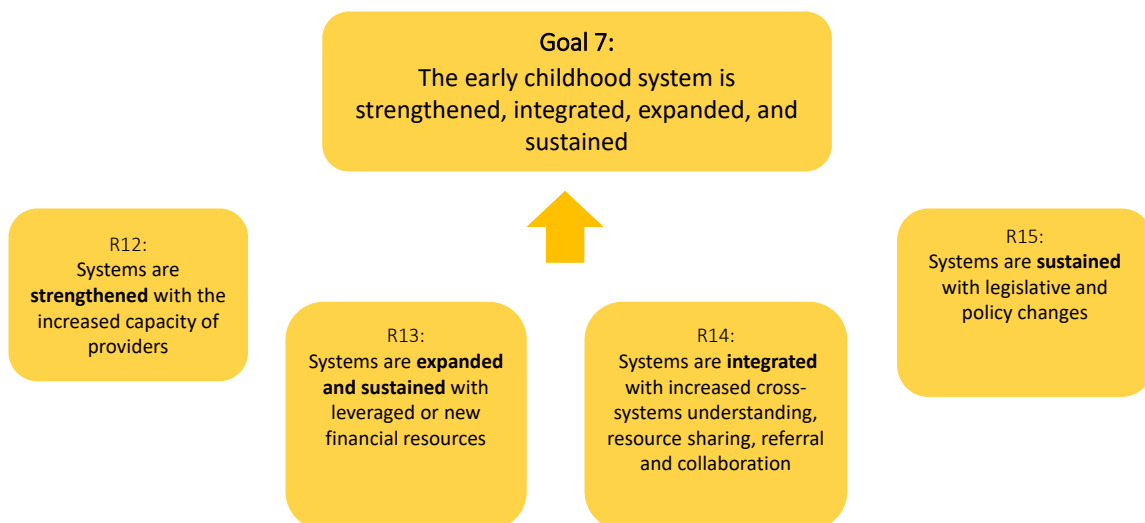 Goal 7:
The early childhood system is
strengthened, integrated, expanded, and
sustained
R12:
Systems are
strengthened with the
increased capacity of
providers
R13:
Systems are expanded
and sustained with
leveraged or new
financial resources
R14:
Systems are integrated
with increased cross-
systems understanding,
resource sharing, referral
and collaboration
R15:
Systems are sustained
with legislative and
policy changes